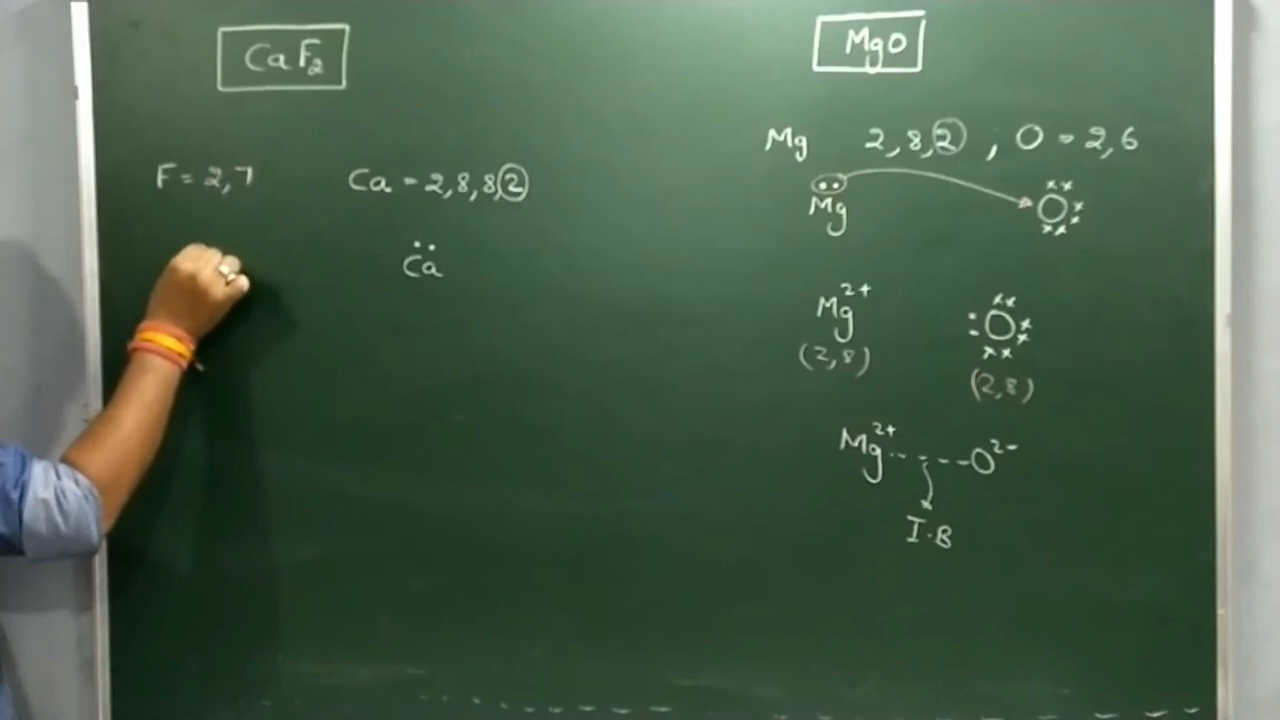 CaF₂
F = 2,7 Ca = 2,8,8,2
Ca
MgO
Mg 2,8,2 ; O = 2,6
Mg O
Mg²⁺ O
(2,8) (2,8)
Mg²⁺ - - - - - O²⁻
I.B